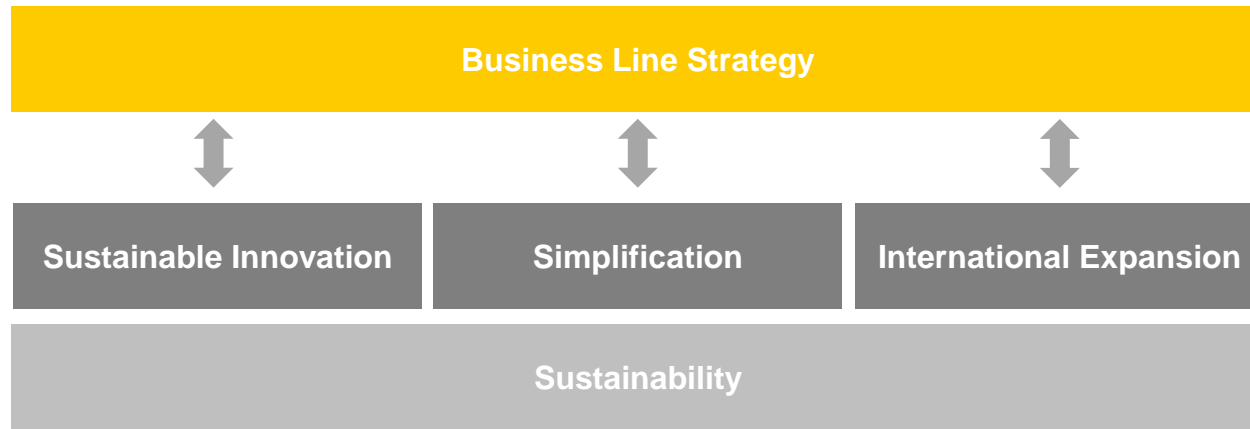 Business Line Strategy
Sustainable Innovation
Simplification
International Expansion
Sustainability